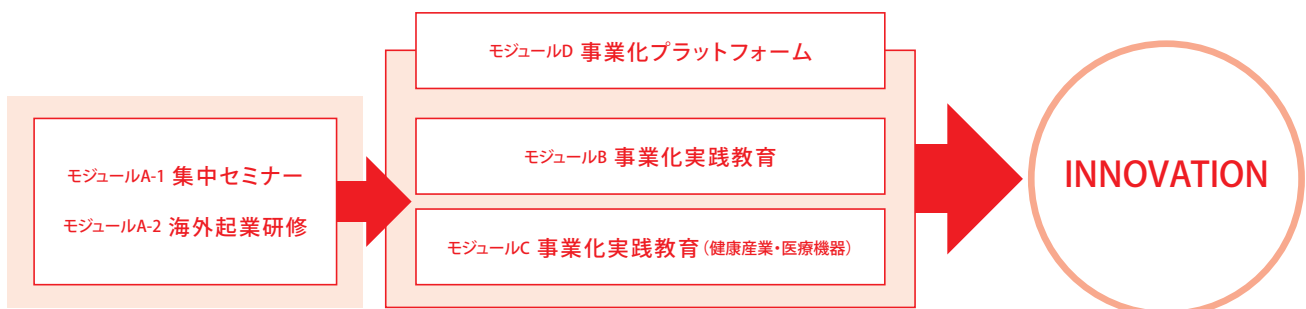 モジュールA-1 集中セミナー
モジュールA-2 海外起業研修
モジュールD 事業化プラットフォーム
モジュールB 事業化実践教育
モジュールC 事業化実践教育(健康産業・医療機器)
INNOVATION